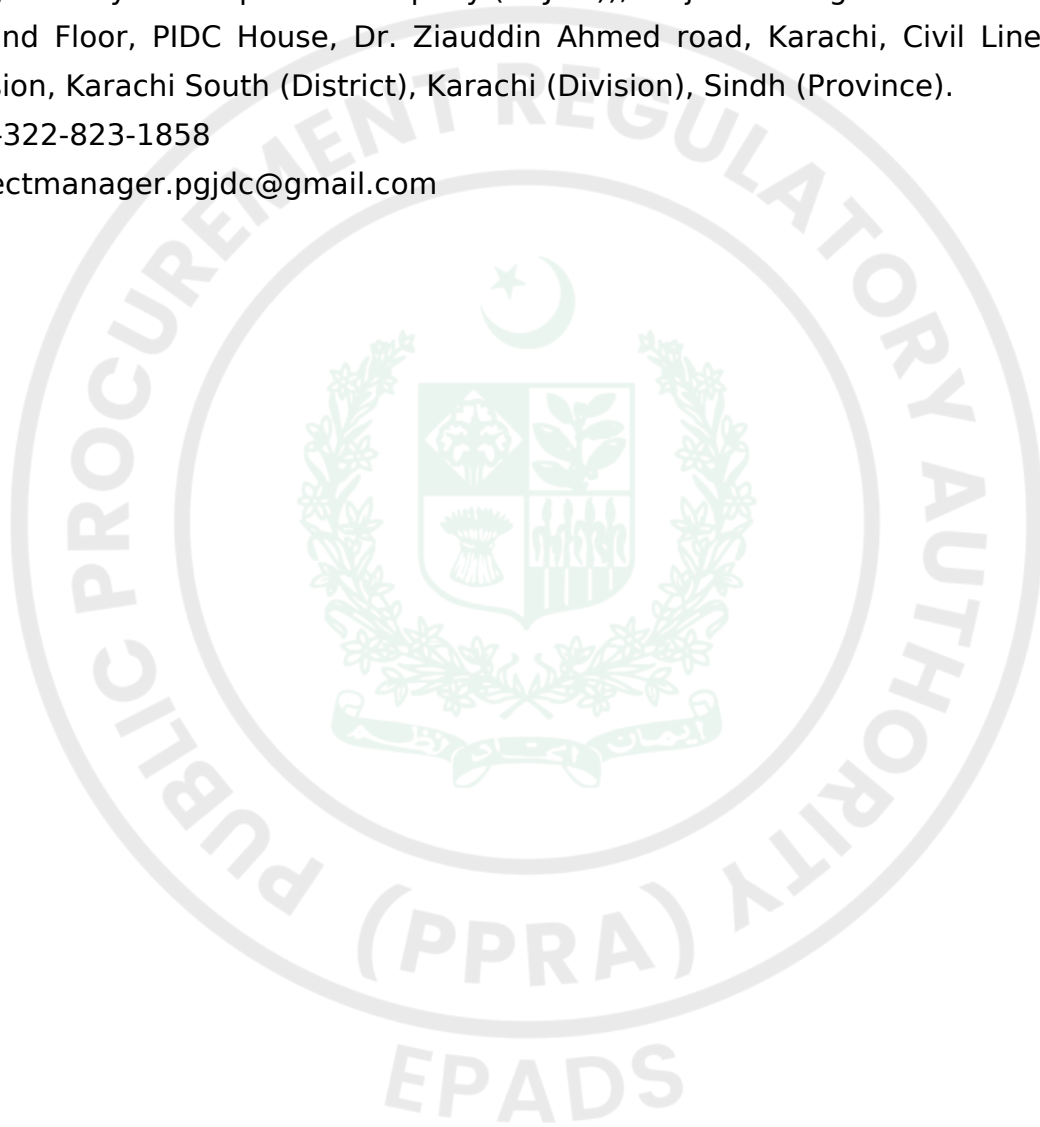 nd Floor, PIDC House, Dr. Ziauddin Ahmed road, Karachi, Civil Line
ion, Karachi South (District), Karachi (Division), Sindh (Province).
-322-823-1858
ectmanager.pgjdc@gmail.com
PUBLIC PROCUREMENT REGULATORY AUTHORITY
(PPRA)
EPADS